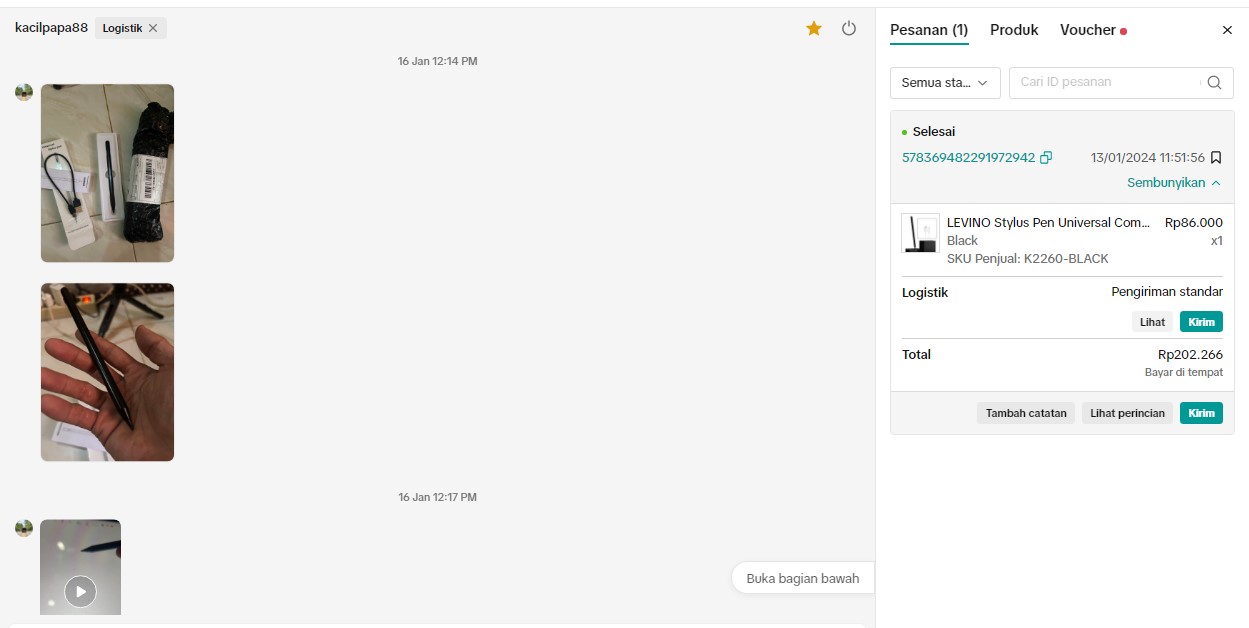 kacilpapa88 Logistik
16 Jan 12:14 PM
16 Jan 12:17 PM
Buka bagian bawah
Pesanan (1) Produk Voucher
Semua sta... Cari ID pesanan
Selesai
578369482291972942 13/01/2024 11:51:56
Sembunyikan
LEVINO Stylus Pen Universal Com... Rp86.000
Black x1
SKU Penjual: K2260-BLACK
Logistik Pengiriman standar
Lihat Kirim
Total Rp202.266
Bayar di tempat
Tambah catatan Lihat perincian Kirim